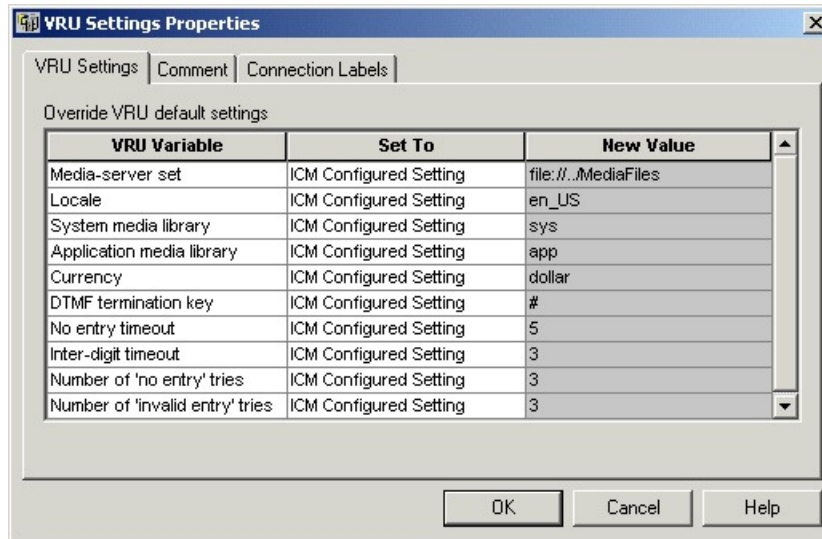 VRU Settings Properties
VRU Settings Comment Connection Labels
Override VRU default settings
VRU Variable Set To New Value
Media-server set ICM Configured Setting file://../MediaFiles
Locale ICM Configured Setting en_US
System media library ICM Configured Setting sys
Application media library ICM Configured Setting app
Currency ICM Configured Setting dollar
DTMF termination key ICM Configured Setting #
No entry timeout ICM Configured Setting 5
Inter-digit timeout ICM Configured Setting 3
Number of 'no entry' tries ICM Configured Setting 3
Number of 'invalid entry' tries ICM Configured Setting 3
OK Cancel Help